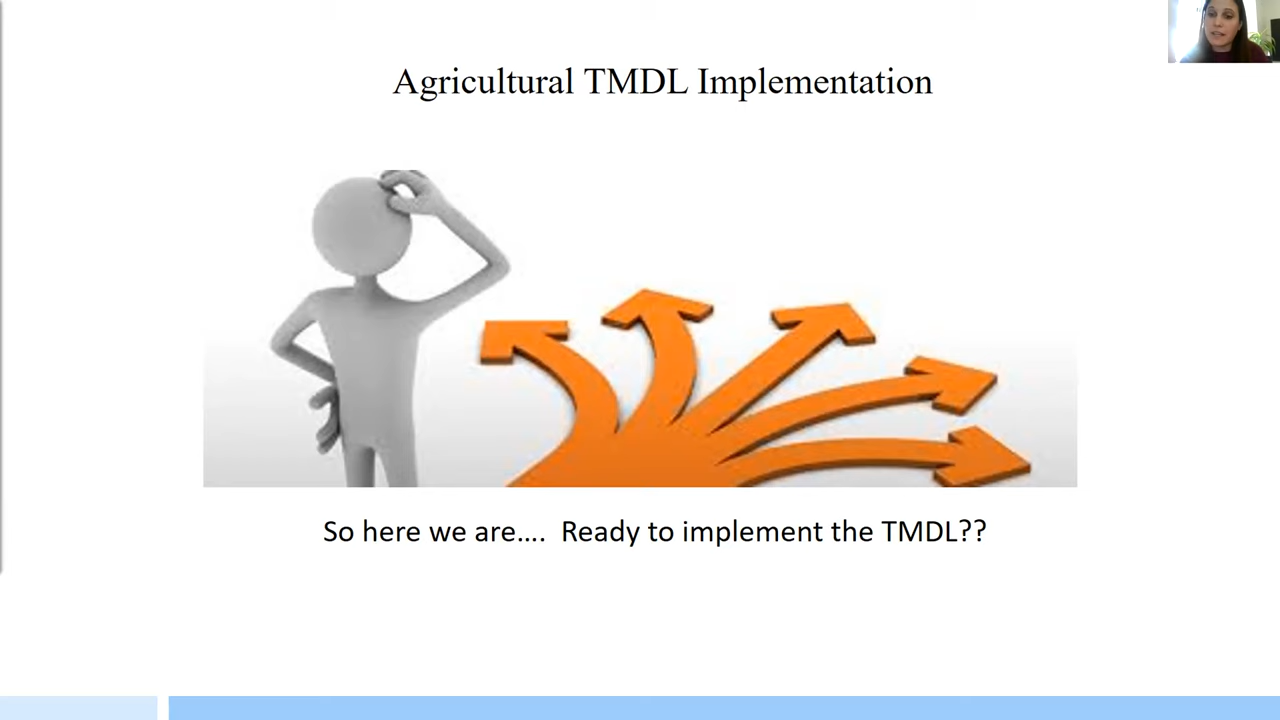 Agricultural TMDL Implementation
So here we are.... Ready to implement the TMDL??